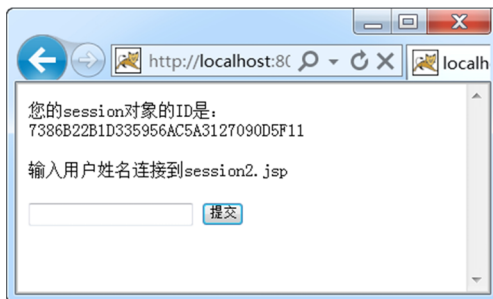 http://localhost:80
localh
您的session对象的ID是：
7386B22B1D335956AC5A3127090D5F11
输入用户姓名连接到session2.jsp
提交